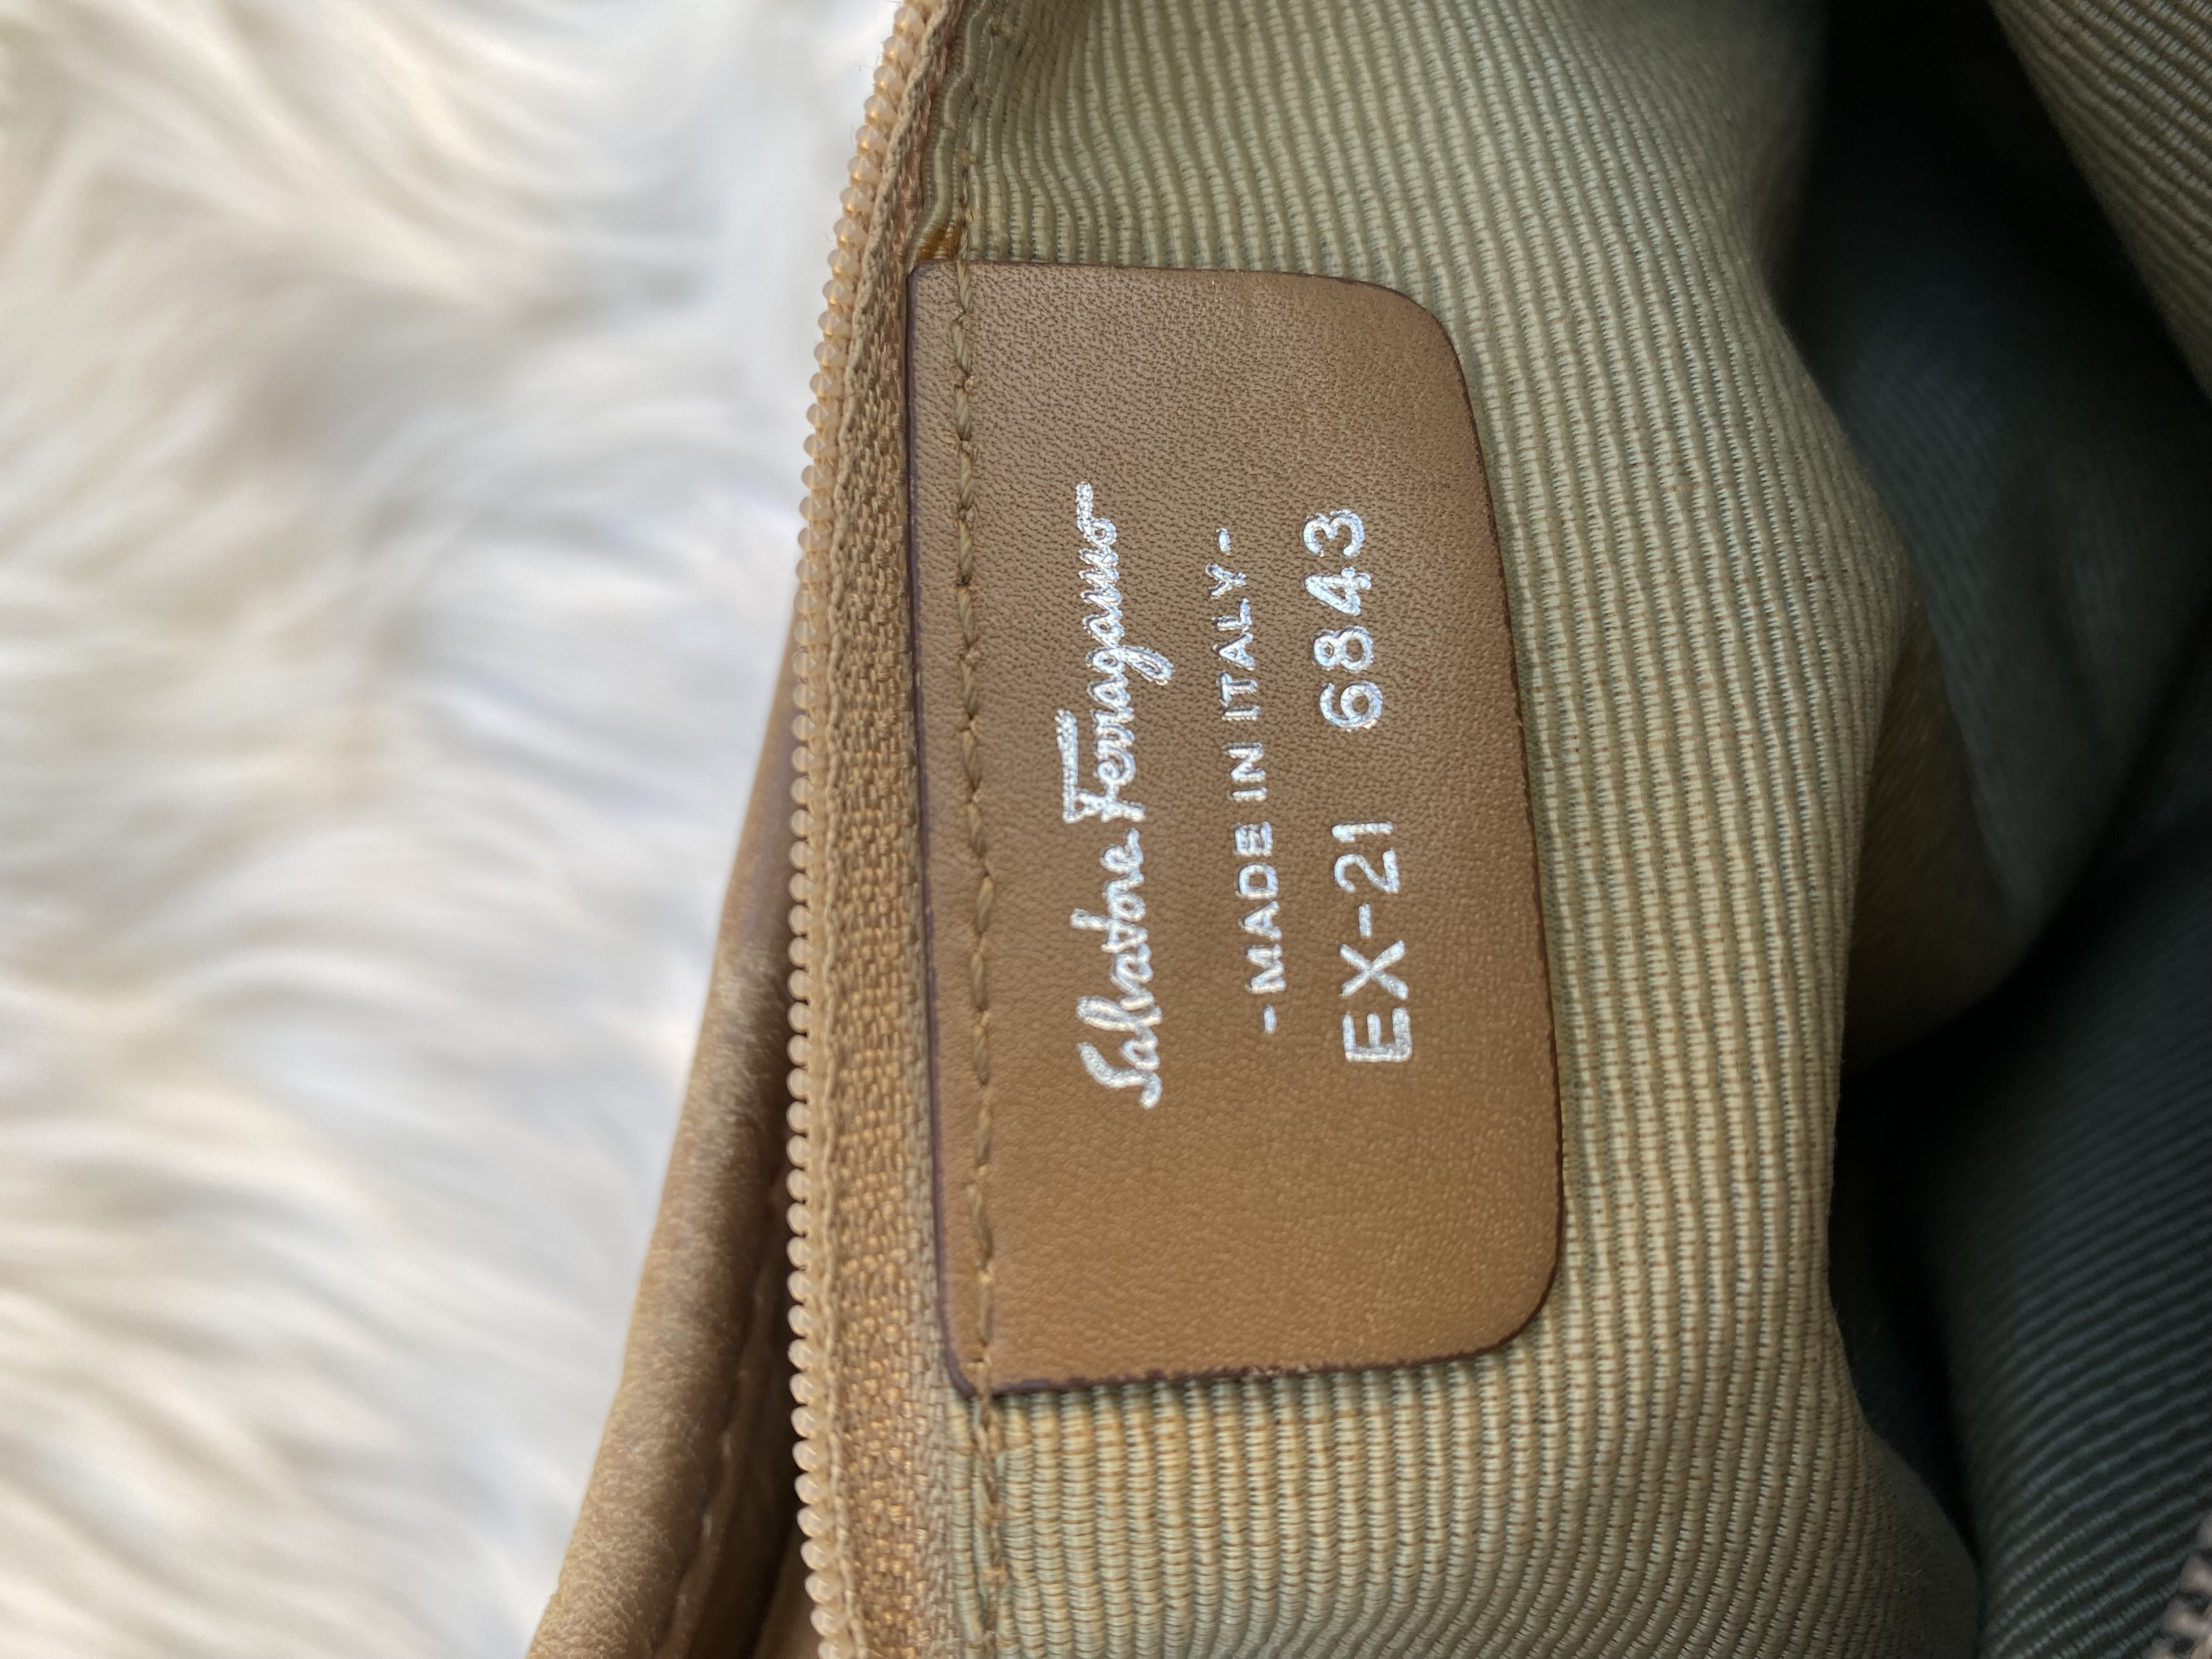 Salvatore Ferragamo
-MADE IN ITALY-
EX-21 6843